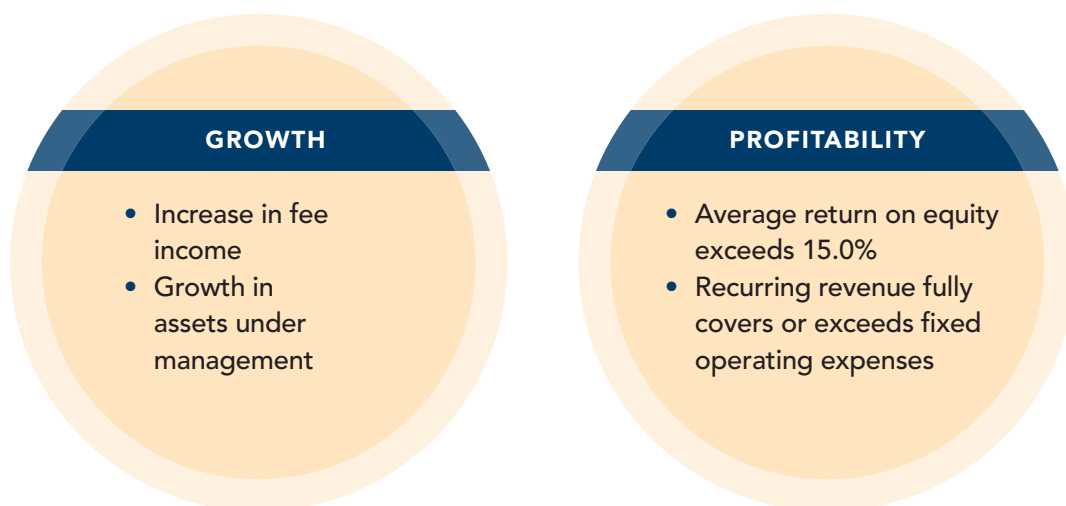 GROWTH
• Increase in fee
income
• Growth in
assets under
management
PROFITABILITY
• Average return on equity
exceeds 15.0%
• Recurring revenue fully
covers or exceeds fixed
operating expenses